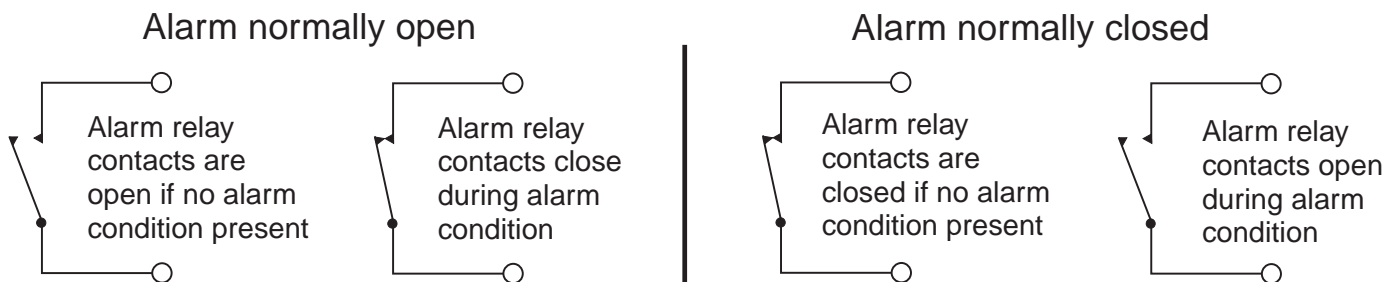 Alarm normally open
Alarm relay
contacts are
open if no alarm
condition present
Alarm relay
contacts close
during alarm
condition
Alarm normally closed
Alarm relay
contacts are
closed if no alarm
condition present
Alarm relay
contacts open
during alarm
condition